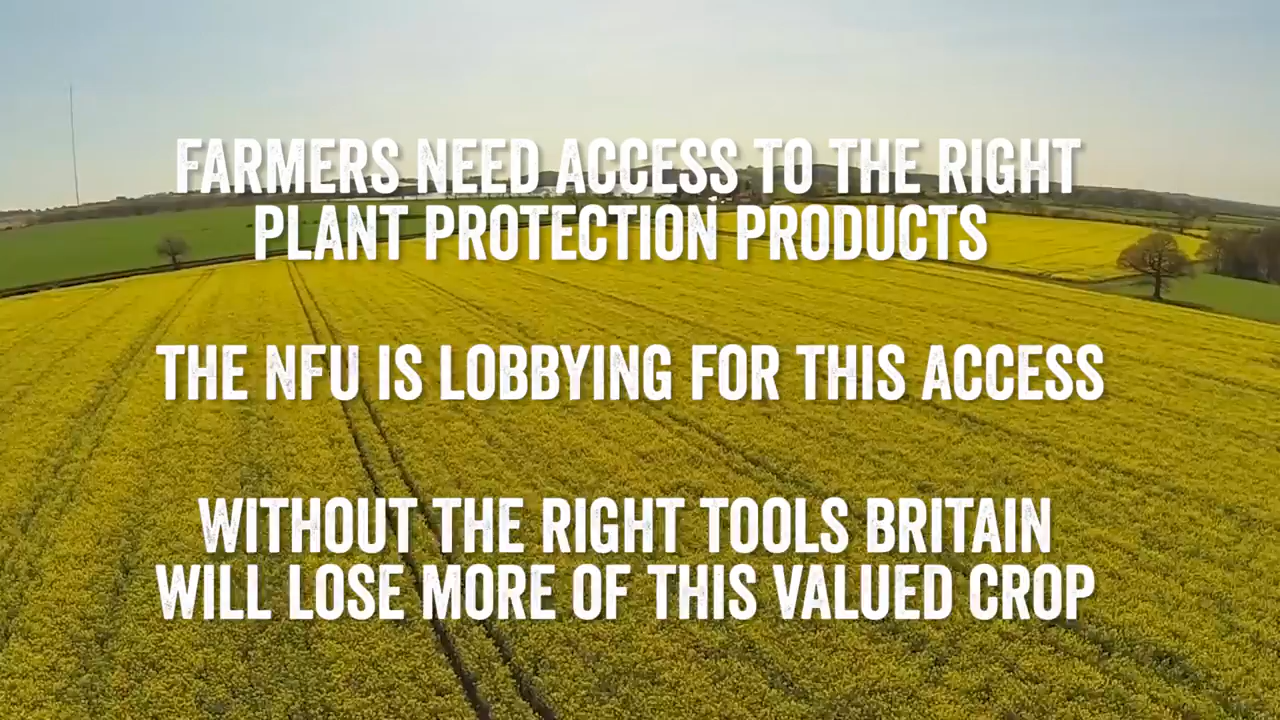 FARMERS NEED ACCESS TO THE RIGHT
PLANT PROTECTION PRODUCTS
THE NFU IS LOBBYING FOR THIS ACCESS
WITHOUT THE RIGHT TOOLS BRITAIN
WILL LOSE MORE OF THIS VALUED CROP